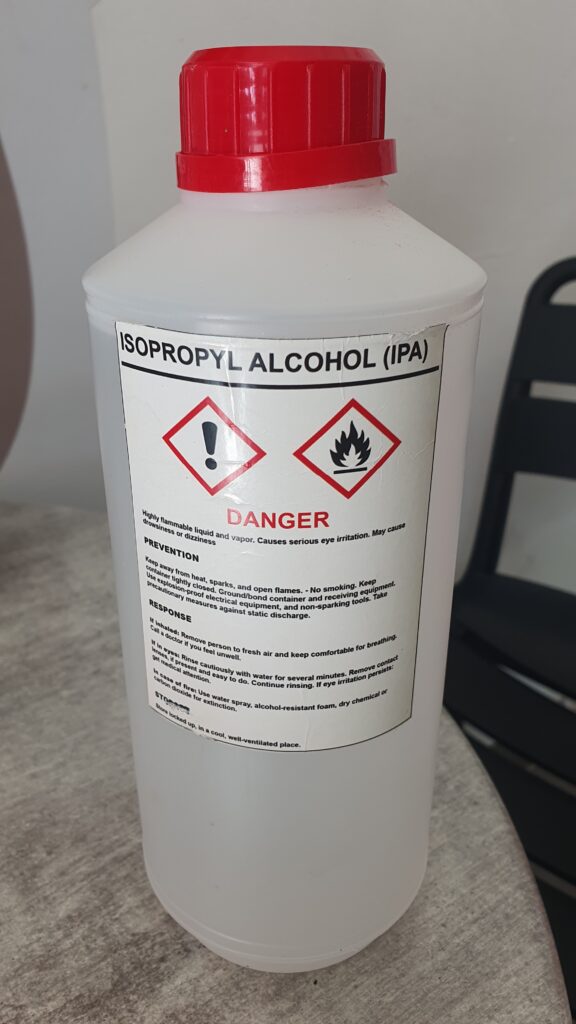 ISOPROPYL ALCOHOL (IPA)
DANGER
Highly flammable liquid and vapor. Causes serious eye irritation. May cause
drowsiness or dizziness
PREVENTION
Keep away from heat, sparks, and open flames. - No smoking. Keep
container tightly closed. Ground/bond container and receiving equipment.
Use explosion-proof electrical equipment, and non-sparking tools. Take
precautionary measures against static discharge.
RESPONSE
If inhaled: Remove person to fresh air and keep comfortable for breathing.
Call a doctor if you feel unwell.
If in eyes: Rinse cautiously with water for several minutes. Remove contact
lenses, if present and easy to do. Continue rinsing. If eye irritation persists:
get medical attention.
In case of fire: Use water spray, alcohol-resistant foam, dry chemical or
carbon dioxide for extinction.
STORAGE
Store locked up, in a cool, well-ventilated place.